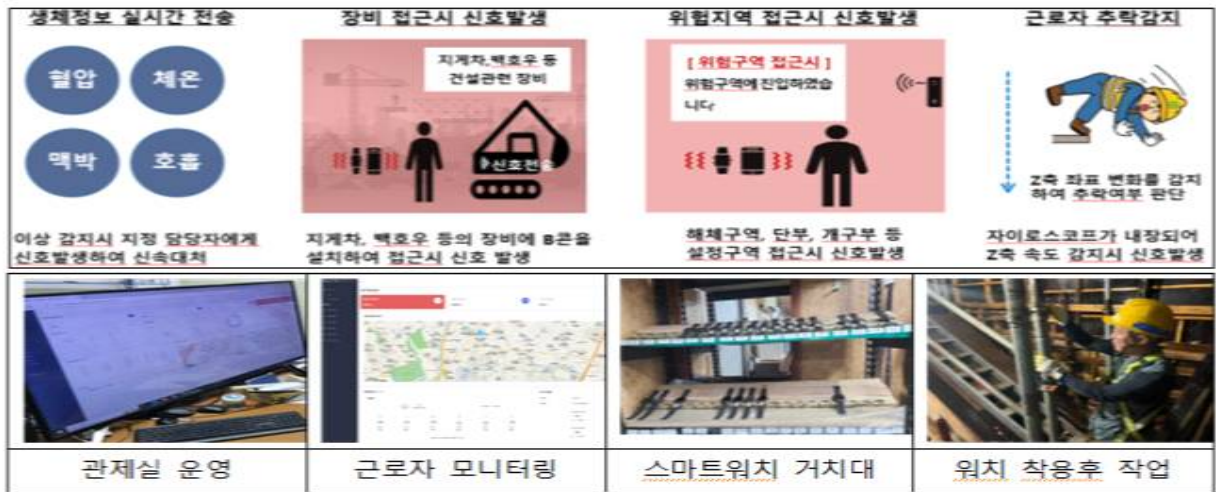 생체정보 실시간 전송
장비 접근시 신호발생
위험지역 접근시 신호발생
근로자 추락감지
혈압
체온
맥박
호흡
지게차,백호우 등
건설관련 장비
신호전송
[ 위험구역 접근시 ]
위험구역에 진입하였습
니다
Z축 좌표 변화를 감지
하여 추락여부 판단
이상 감지시 지정 담당자에게
신호발생하여 신속대처
지게차, 백호우 등의 장비에 B콘을
설치하여 접근시 신호 발생
해체구역, 단부, 개구부 등
설정구역 접근시 신호발생
자이로스코프가 내장되어
Z축 속도 감지시 신호발생
관제실 운영
근로자 모니터링
스마트워치 거치대
워치 착용후 작업